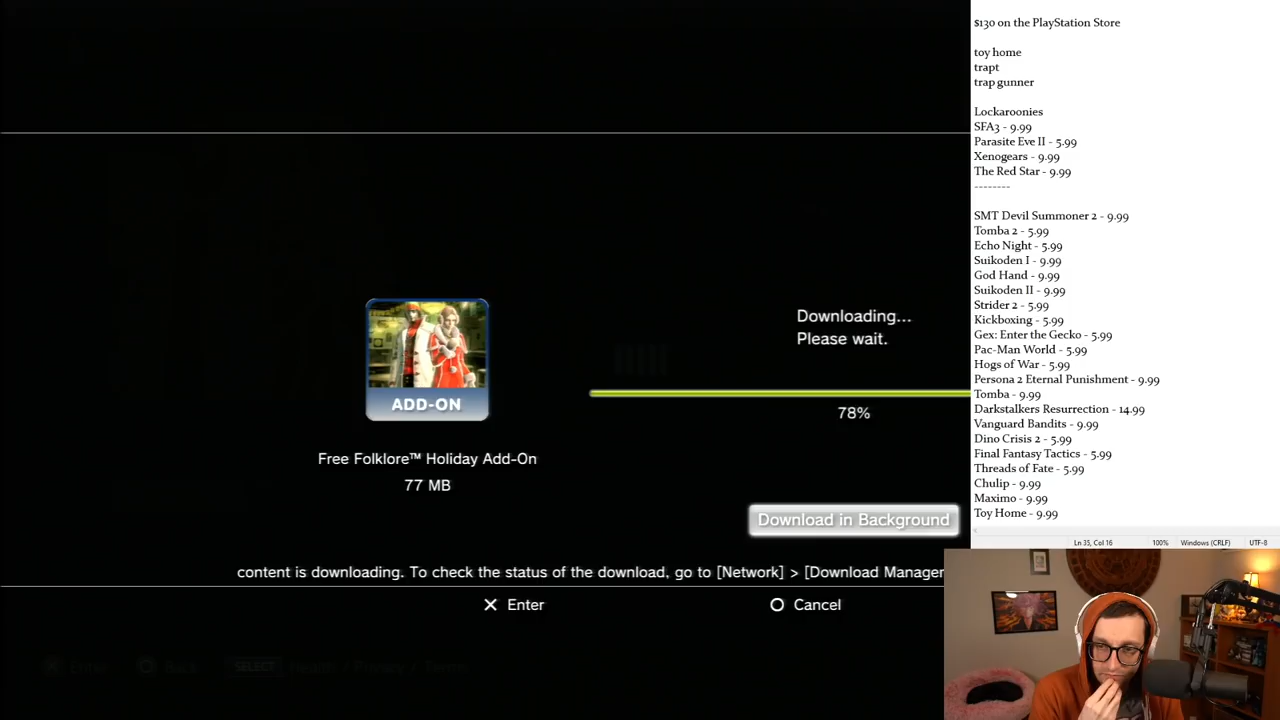 $130 on the PlayStation Store
toy home
trapt
trap gunner
Lockaroonies
SFA3 - 9.99
Parasite Eve II - 5.99
Xenogears - 9.99
The Red Star - 9.99
--------
SMT Devil Summoner 2 - 9.99
Tomba 2 - 5.99
Echo Night - 5.99
Suikoden I - 9.99
God Hand - 9.99
Suikoden II - 9.99
Strider 2 - 5.99
Kickboxing - 5.99
Gex: Enter the Gecko - 5.99
Pac-Man World - 5.99
Hogs of War - 5.99
Persona 2 Eternal Punishment - 9.99
Tomba - 9.99
Darkstalkers Resurrection - 14.99
Vanguard Bandits - 9.99
Dino Crisis 2 - 5.99
Final Fantasy Tactics - 5.99
Threads of Fate - 5.99
Chulip - 9.99
Maximo - 9.99
Toy Home - 9.99
Ln 35, Col 16 100% Windows (CRLF) UTF-8
Downloading...
Please wait.
78%
ADD-ON
Free Folklore™ Holiday Add-On
77 MB
Download in Background
content is downloading. To check the status of the download, go to [Network] > [Download Manager
Enter Cancel
Enter Back SELECT Health / Privacy / Terms